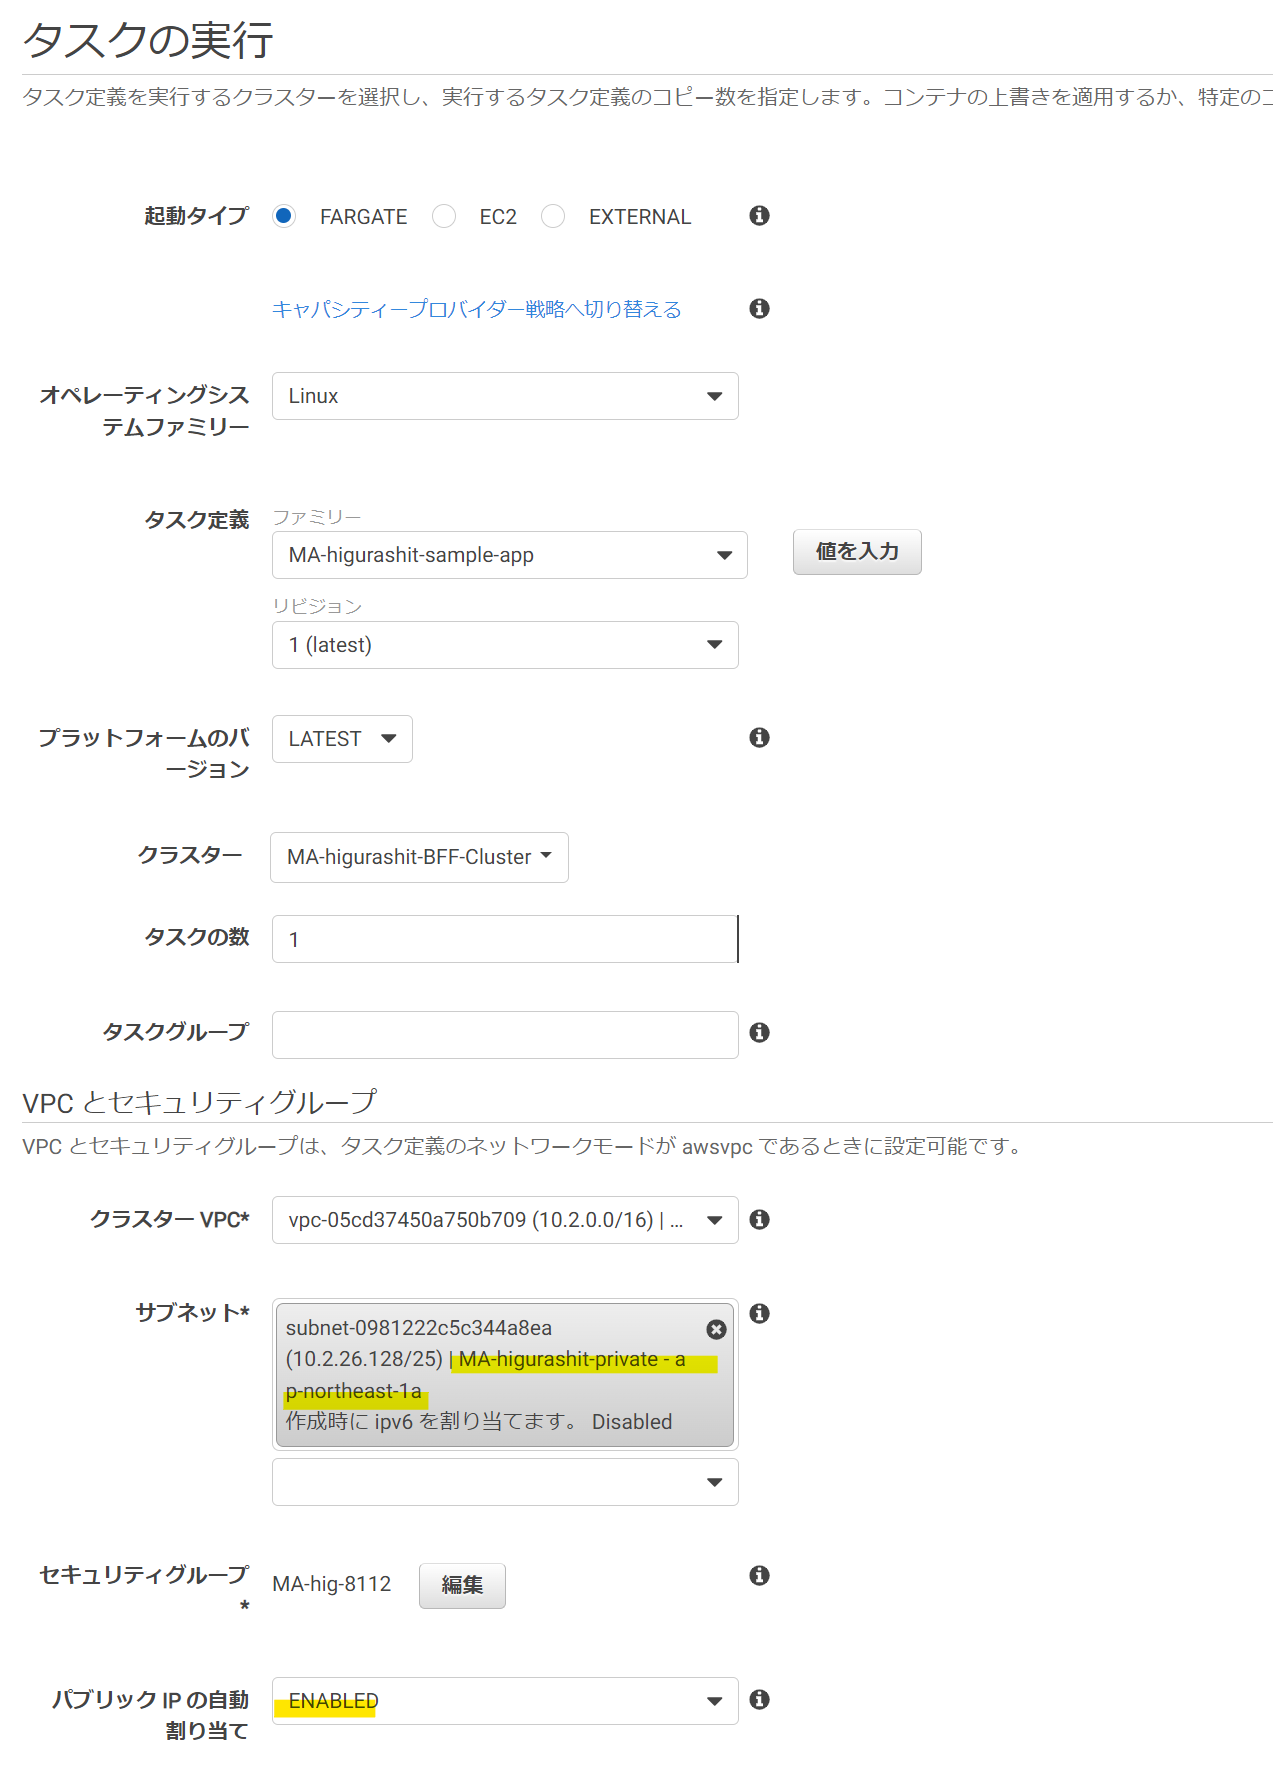 タスクの実行
タスク定義を実行するクラスターを選択し、実行するタスク定義のコピー数を指定します。コンテナの上書きを適用するか、特定のコ
起動タイプ FARGATE EC2 EXTERNAL
キャパシティープロバイダー戦略へ切り替える
オペレーティングシス
テムファミリー
Linux
タスク定義
ファミリー
MA-higurashit-sample-app
値を入力
リビジョン
1 (latest)
プラットフォームのバ
ージョン
LATEST
クラスター MA-higurashit-BFF-Cluster
タスクの数 1
タスクグループ
VPC とセキュリティグループ
VPC とセキュリティグループは、タスク定義のネットワークモードが awsvpc であるときに設定可能です。
クラスター VPC* vpc-05cd37450a750b709 (10.2.0.0/16) | ...
サブネット*
subnet-0981222c5c344a8ea
(10.2.26.128/25) | MA-higurashit-private - a
p-northeast-1a
作成時に ipv6 を割り当てます。 Disabled
セキュリティグループ
*
MA-hig-8112 編集
パブリック IP の自動
割り当て
ENABLED